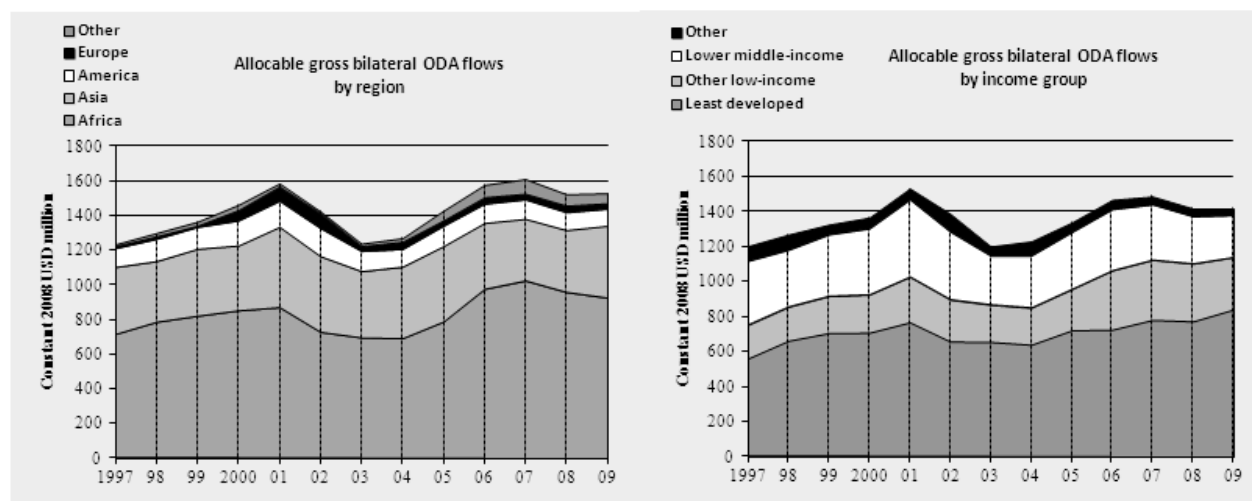 Other
Europe
America
Asia
Africa
Allocable gross bilateral ODA flows
by region
Constant 2008 USD million
1800
1600
1400
1200
1000
800
600
400
200
0
1997 98 99 2000 01 02 03 04 05 06 07 08 09
Other
Lower middle-income
Other low-income
Least developed
Allocable gross bilateral ODA flows
by income group
Constant 2008 USD million
1800
1600
1400
1200
1000
800
600
400
200
0
1997 98 99 2000 01 02 03 04 05 06 07 08 09